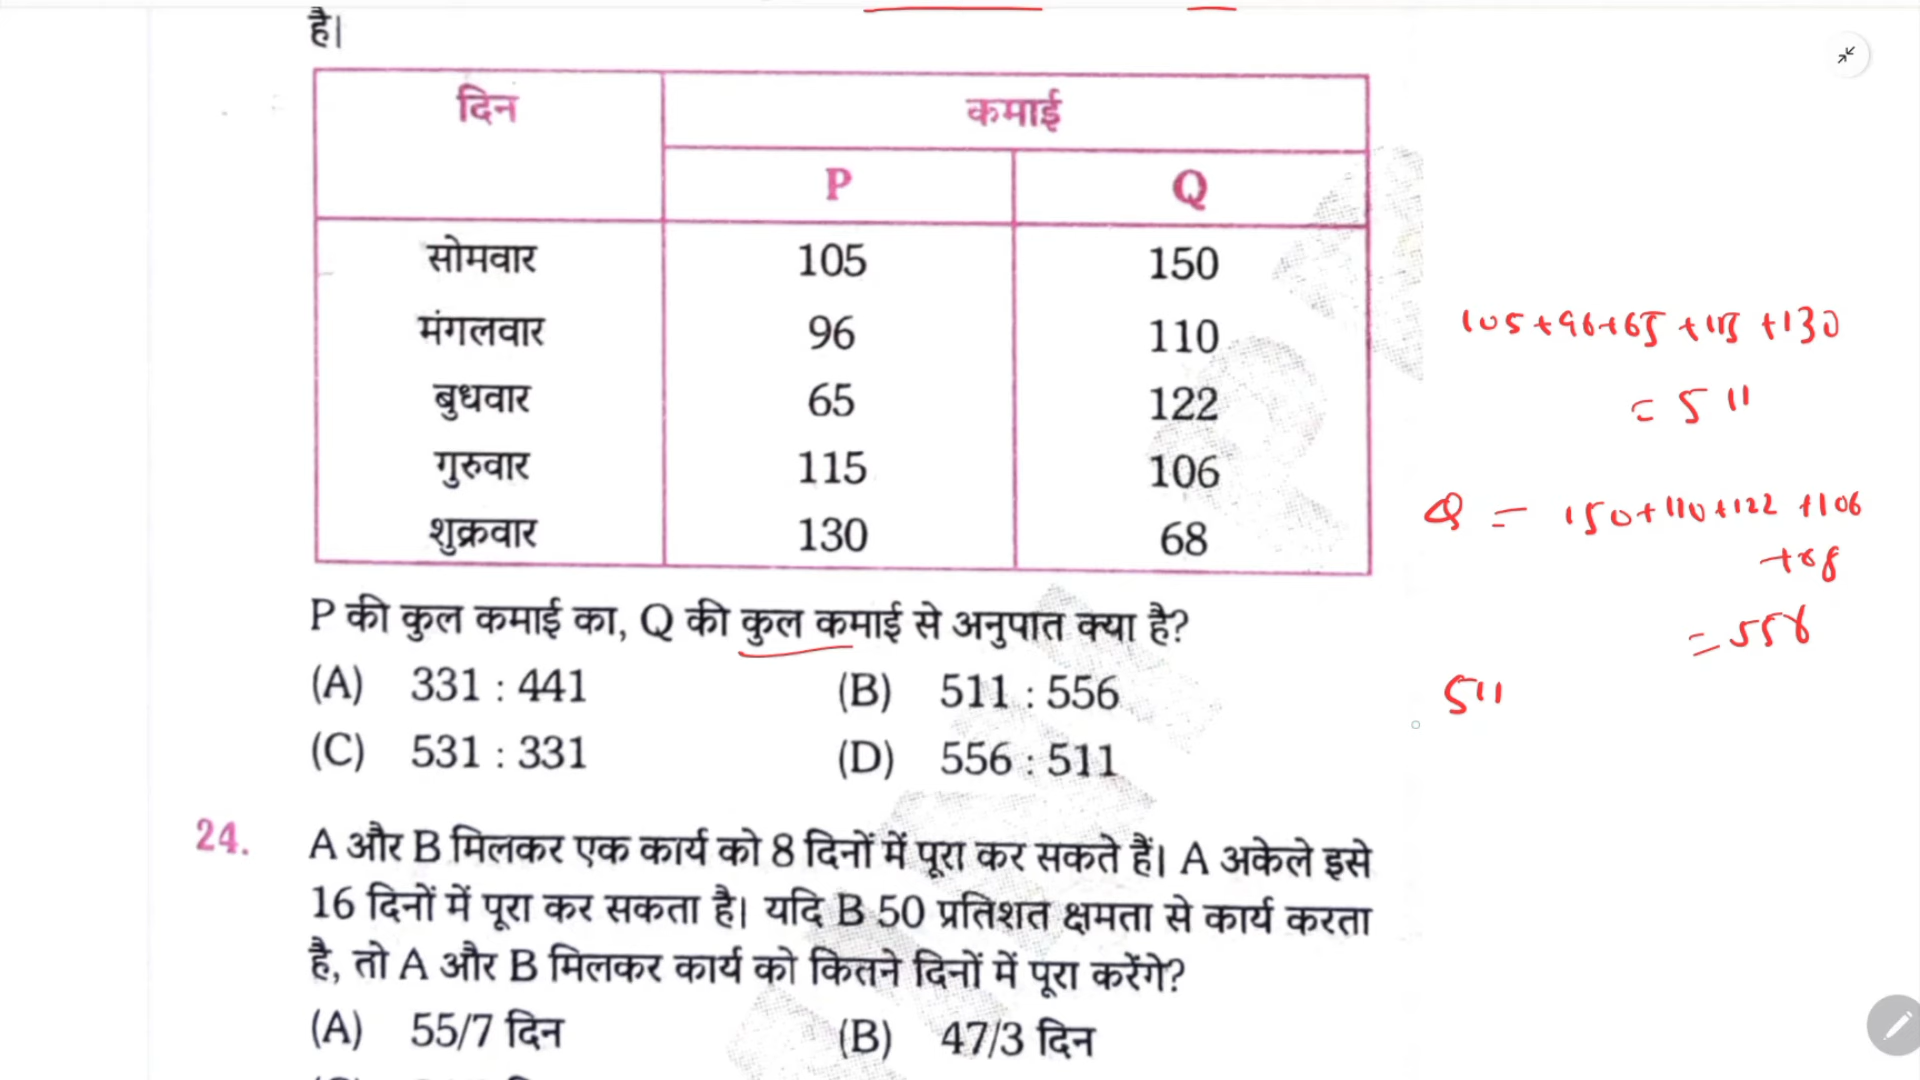 है।
दिन कमाई
P Q
सोमवार 105 150
मंगलवार 96 110
बुधवार 65 122
गुरुवार 115 106
शुक्रवार 130 68
P की कुल कमाई का, Q की कुल कमाई से अनुपात क्या है?
(A) 331 : 441 (B) 511 : 556
(C) 531 : 331 (D) 556 : 511
24. A और B मिलकर एक कार्य को 8 दिनों में पूरा कर सकते हैं। A अकेले इसे
16 दिनों में पूरा कर सकता है। यदि B 50 प्रतिशत क्षमता से कार्य करता
है, तो A और B मिलकर कार्य को कितने दिनों में पूरा करेंगे?
(A) 55/7 दिन (B) 47/3 दिन
105+96+65+115+130
= 511
Q = 150+110+122+106
+68
= 556
511